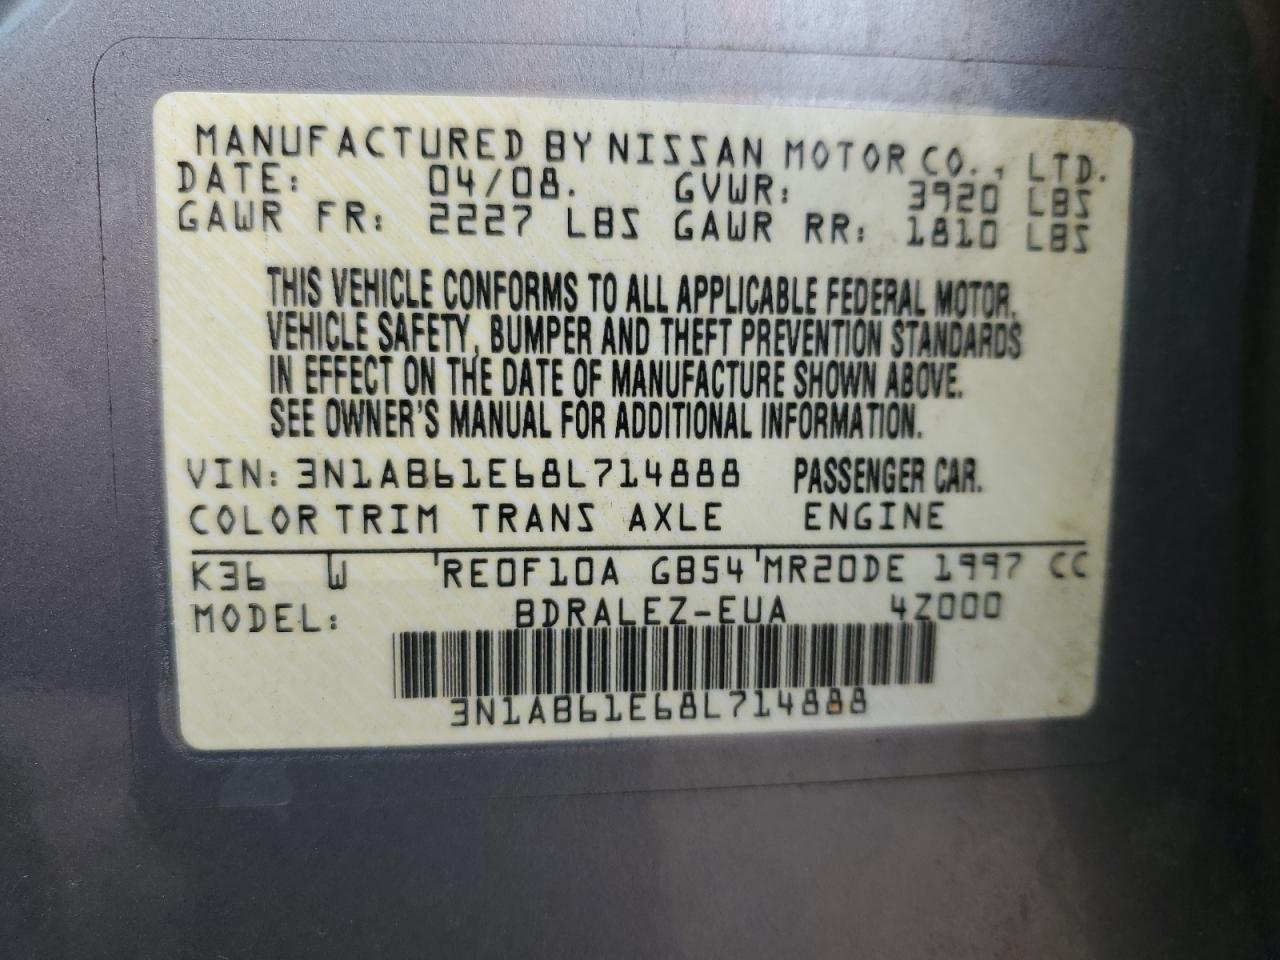 MANUFACTURED BY NISSAN MOTOR CO., LTD.
DATE: 04/08. GVWR: 3920 LBS
GAWR FR: 2227 LBS GAWR RR: 1810 LBS
THIS VEHICLE CONFORMS TO ALL APPLICABLE FEDERAL MOTOR.
VEHICLE SAFETY, BUMPER AND THEFT PREVENTION STANDARDS
IN EFFECT ON THE DATE OF MANUFACTURE SHOWN ABOVE.
SEE OWNER'S MANUAL FOR ADDITIONAL INFORMATION.
VIN: 3N1AB61E68L714888 PASSENGER CAR.
COLOR TRIM TRANS AXLE ENGINE
K36 W RE0F10A GB54 MR20DE 1997 CC
MODEL: BDRALEZ-EUA 4Z000
3N1AB61E68L714888